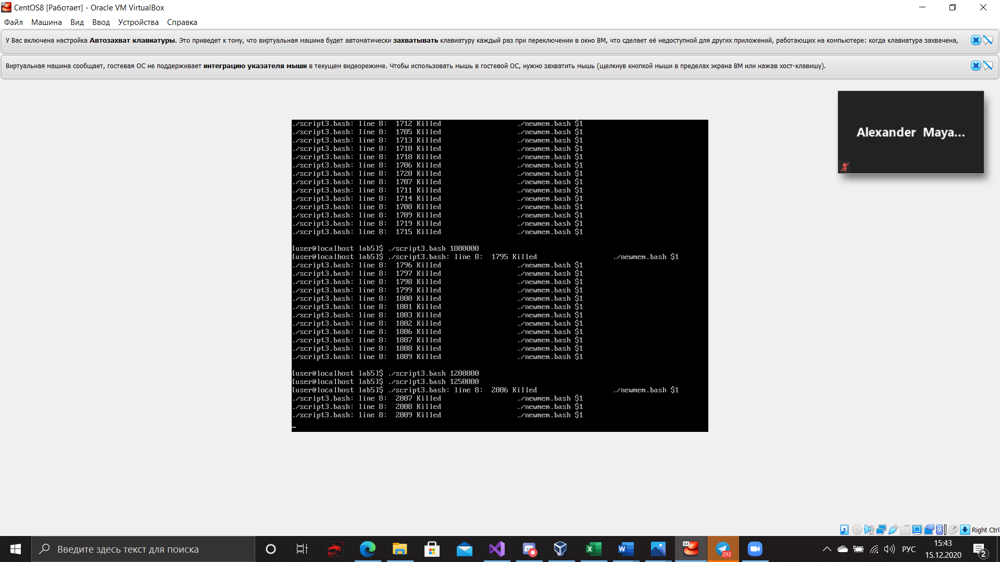 CentOS8 [Работает] - Oracle VM VirtualBox
Файл Машина Вид Ввод Устройства Справка
У Вас включена настройка Автозахват клавиатуры. Это приведет к тому, что виртуальная машина будет автоматически захватывать клавиатуру каждый раз при переключении в окно ВМ, что сделает её недоступной для других приложений, работающих на компьютере: когда клавиатура захвачена,
Виртуальная машина сообщает, гостевая ОС не поддерживает интеграцию указателя мыши в текущем видеорежиме. Чтобы использовать мышь в гостевой ОС, нужно захватить мышь (щелкнув кнопкой мыши в пределах экрана ВМ или нажав хост-клавишу).
Alexander Maya...
./script3.bash: line 8: 1712 Killed ./newmem.bash $1
./script3.bash: line 8: 1705 Killed ./newmem.bash $1
./script3.bash: line 8: 1713 Killed ./newmem.bash $1
./script3.bash: line 8: 1710 Killed ./newmem.bash $1
./script3.bash: line 8: 1718 Killed ./newmem.bash $1
./script3.bash: line 8: 1706 Killed ./newmem.bash $1
./script3.bash: line 8: 1720 Killed ./newmem.bash $1
./script3.bash: line 8: 1707 Killed ./newmem.bash $1
./script3.bash: line 8: 1711 Killed ./newmem.bash $1
./script3.bash: line 8: 1714 Killed ./newmem.bash $1
./script3.bash: line 8: 1708 Killed ./newmem.bash $1
./script3.bash: line 8: 1709 Killed ./newmem.bash $1
./script3.bash: line 8: 1719 Killed ./newmem.bash $1
./script3.bash: line 8: 1715 Killed ./newmem.bash $1
[user@localhost lab5]$ ./script3.bash 1800000
[user@localhost lab5]$ ./script3.bash: line 8: 1795 Killed ./newmem.bash $1
./script3.bash: line 8: 1796 Killed ./newmem.bash $1
./script3.bash: line 8: 1797 Killed ./newmem.bash $1
./script3.bash: line 8: 1798 Killed ./newmem.bash $1
./script3.bash: line 8: 1799 Killed ./newmem.bash $1
./script3.bash: line 8: 1800 Killed ./newmem.bash $1
./script3.bash: line 8: 1801 Killed ./newmem.bash $1
./script3.bash: line 8: 1803 Killed ./newmem.bash $1
./script3.bash: line 8: 1802 Killed ./newmem.bash $1
./script3.bash: line 8: 1806 Killed ./newmem.bash $1
./script3.bash: line 8: 1807 Killed ./newmem.bash $1
./script3.bash: line 8: 1808 Killed ./newmem.bash $1
./script3.bash: line 8: 1809 Killed ./newmem.bash $1
[user@localhost lab5]$ ./script3.bash 1200000
[user@localhost lab5]$ ./script3.bash 1250000
[user@localhost lab5]$ ./script3.bash: line 8: 2006 Killed ./newmem.bash $1
./script3.bash: line 8: 2007 Killed ./newmem.bash $1
./script3.bash: line 8: 2008 Killed ./newmem.bash $1
./script3.bash: line 8: 2009 Killed ./newmem.bash $1
Right Ctrl
Введите здесь текст для поиска
292
РУС
15:43
15.12.2020
2